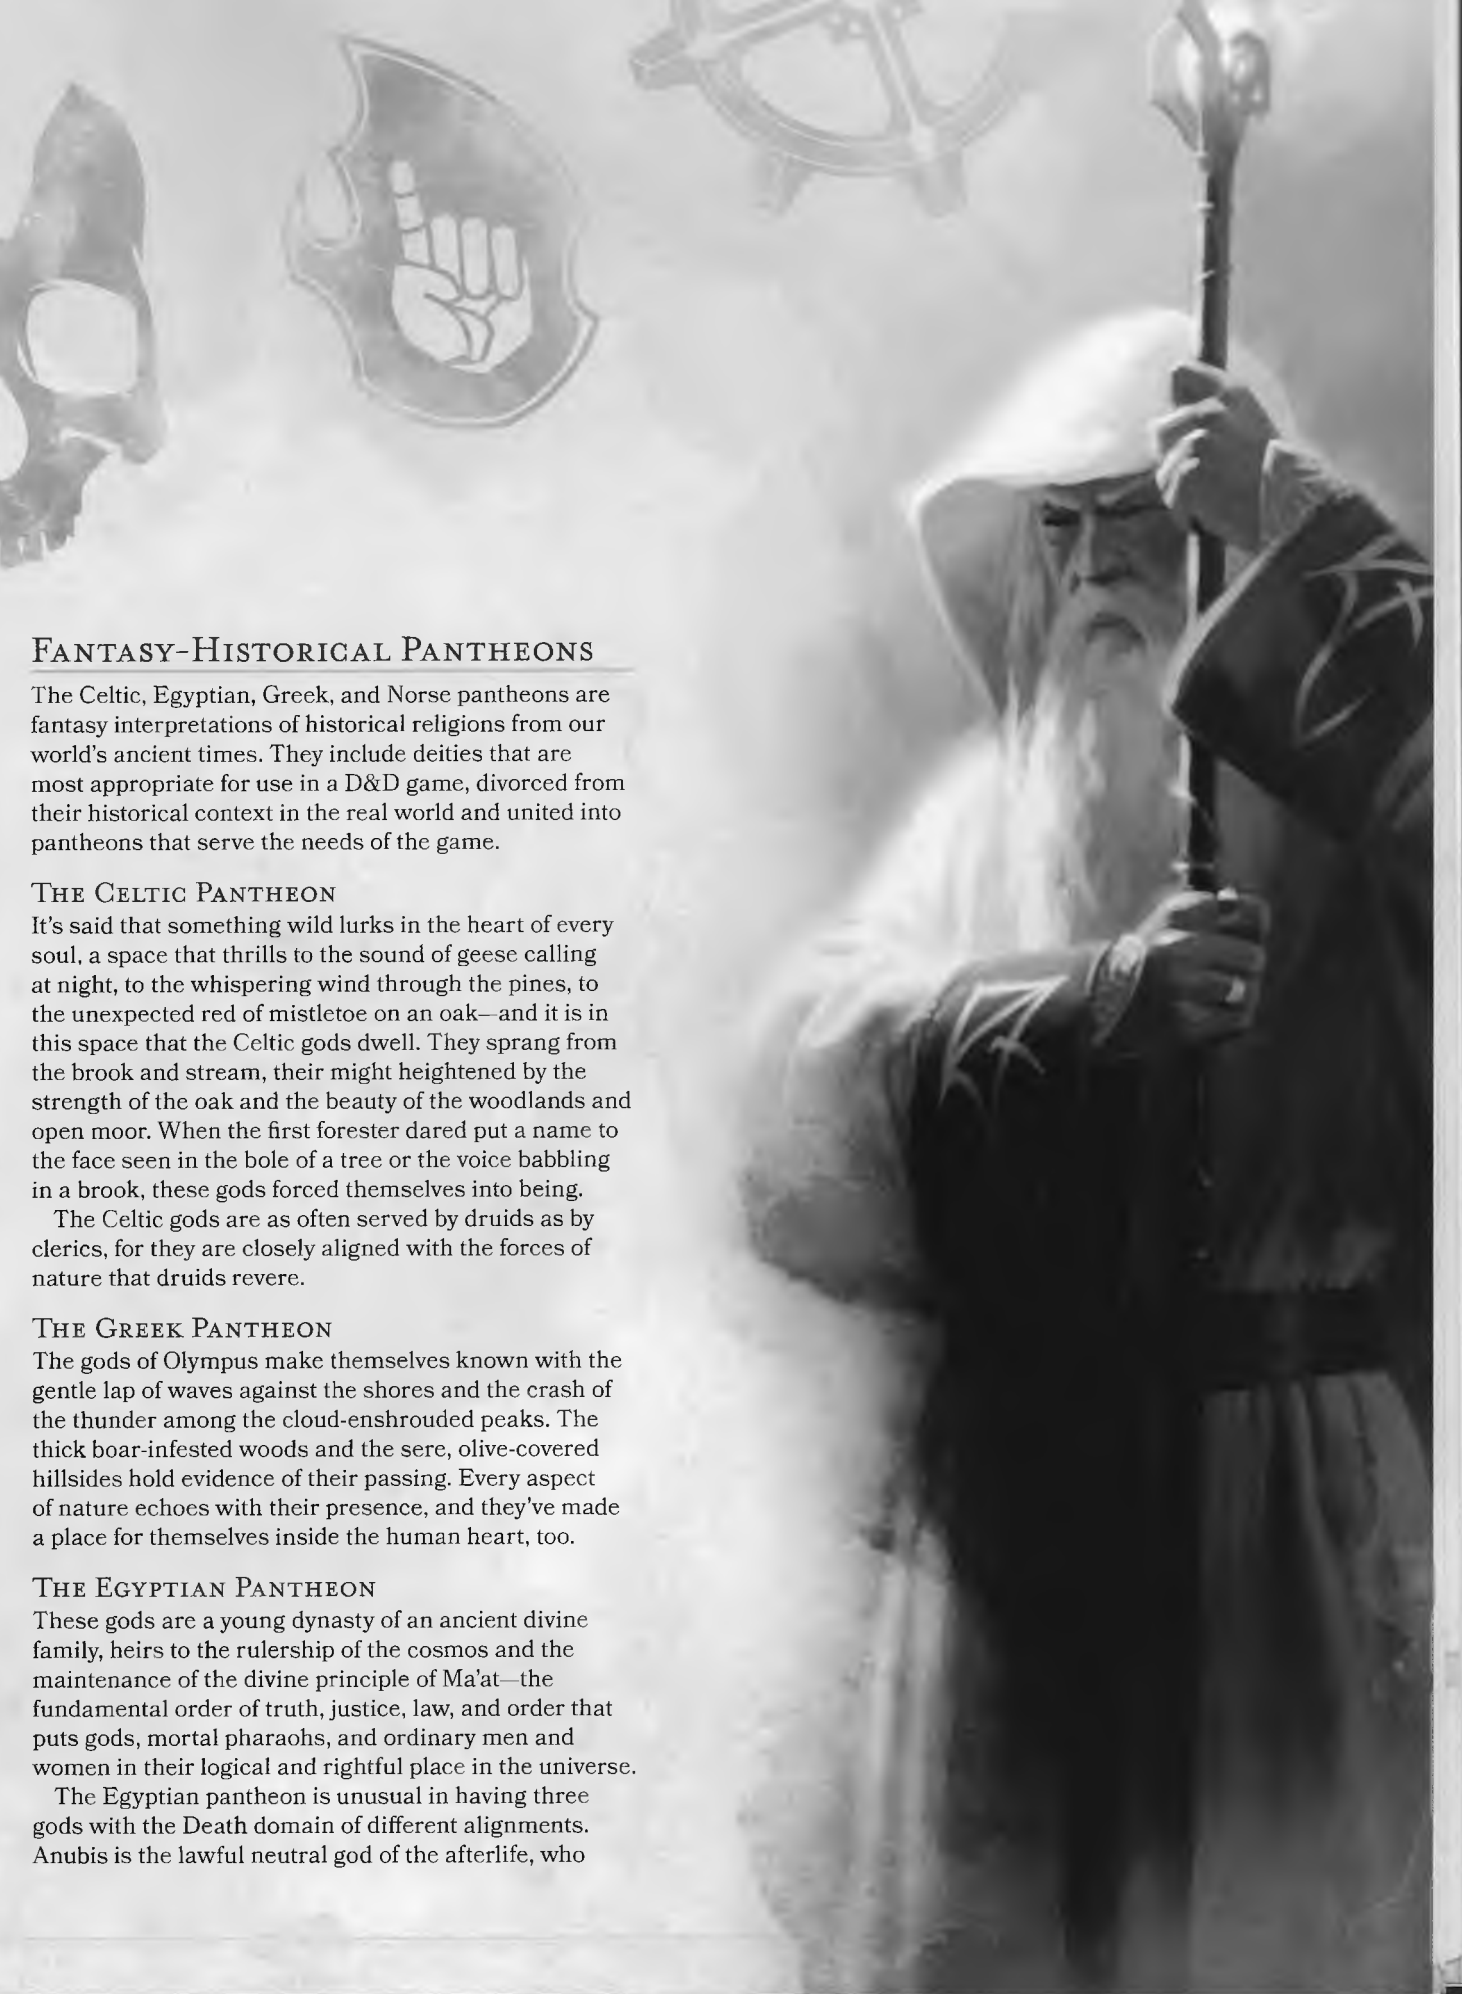 Fantasy-Historical Pantheons
The Celtic, Egyptian, Greek, and Norse pantheons are
fantasy interpretations of historical religions from our
world's ancient times. They include deities that are
most appropriate for use in a D&D game, divorced from
their historical context in the real world and united into
pantheons that serve the needs of the game.
The Celtic Pantheon
It's said that something wild lurks in the heart of every
soul, a space that thrills to the sound of geese calling
at night, to the whispering wind through the pines, to
the unexpected red of mistletoe on an oak—and it is in
this space that the Celtic gods dwell. They sprang from
the brook and stream, their might heightened by the
strength of the oak and the beauty of the woodlands and
open moor. When the first forester dared put a name to
the face seen in the bole of a tree or the voice babbling
in a brook, these gods forced themselves into being.
The Celtic gods are as often served by druids as by
clerics, for they are closely aligned with the forces of
nature that druids revere.
The Greek Pantheon
The gods of Olympus make themselves known with the
gentle lap of waves against the shores and the crash of
the thunder among the cloud-enshrouded peaks. The
thick boar-infested woods and the sere, olive-covered
hillsides hold evidence of their passing. Every aspect
of nature echoes with their presence, and they've made
a place for themselves inside the human heart, too.
The Egyptian Pantheon
These gods are a young dynasty of an ancient divine
family, heirs to the rulership of the cosmos and the
maintenance of the divine principle of Ma'at—the
fundamental order of truth, justice, law, and order that
puts gods, mortal pharaohs, and ordinary men and
women in their logical and rightful place in the universe.
The Egyptian pantheon is unusual in having three
gods with the Death domain of different alignments.
Anubis is the lawful neutral god of the afterlife, who